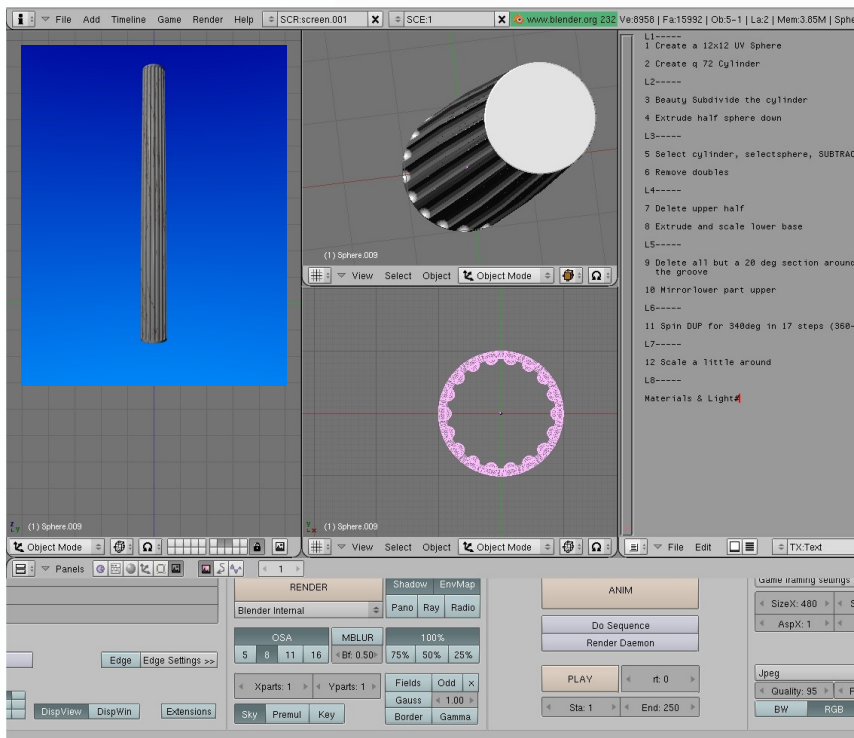 File Add Timeline Game Render Help SCR:screen.001 X SCE:1 X www.blender.org 232 Ve:8958 | Fa:15992 | Ob:5-1 | La:2 | Mem:3.85M | Sphe
L1-----
1 Create a 12x12 UV Sphere
2 Create q 72 Cylinder
L2-----
3 Beauty Subdivide the cylinder
4 Extrude half sphere down
L3-----
5 Select cylinder, selectsphere, SUBTRAC
6 Remove doubles
L4-----
7 Delete upper half
8 Extrude and scale lower base
L5-----
9 Delete all but a 20 deg section around
the groove
10 Mirrorlower part upper
L6-----
11 Spin DUP for 340deg in 17 steps (360-
L7-----
12 Scale a little around
L8-----
Materials & Light#
(1) Sphere.009
View Select Object Object Mode
z y (1) Sphere.009
y x (1) Sphere.009
Object Mode
View Select Object Object Mode
File Edit TX:Text
Panels 1
RENDER
Blender Internal
Shadow EnvMap
Pano Ray Radio
OSA MBLUR 100%
5 8 11 16 Bf: 0.50 75% 50% 25%
Edge Edge Settings >>
Xparts: 1 Yparts: 1
Fields Odd x
Gauss 1.00
Border Gamma
DispView DispWin Extensions
Sky Premul Key
ANIM
Do Sequence
Render Daemon
PLAY rt: 0
Sta: 1 End: 250
Game framing settings
SizeX: 480 S
AspX: 1
Jpeg
Quality: 95 F
BW RGB